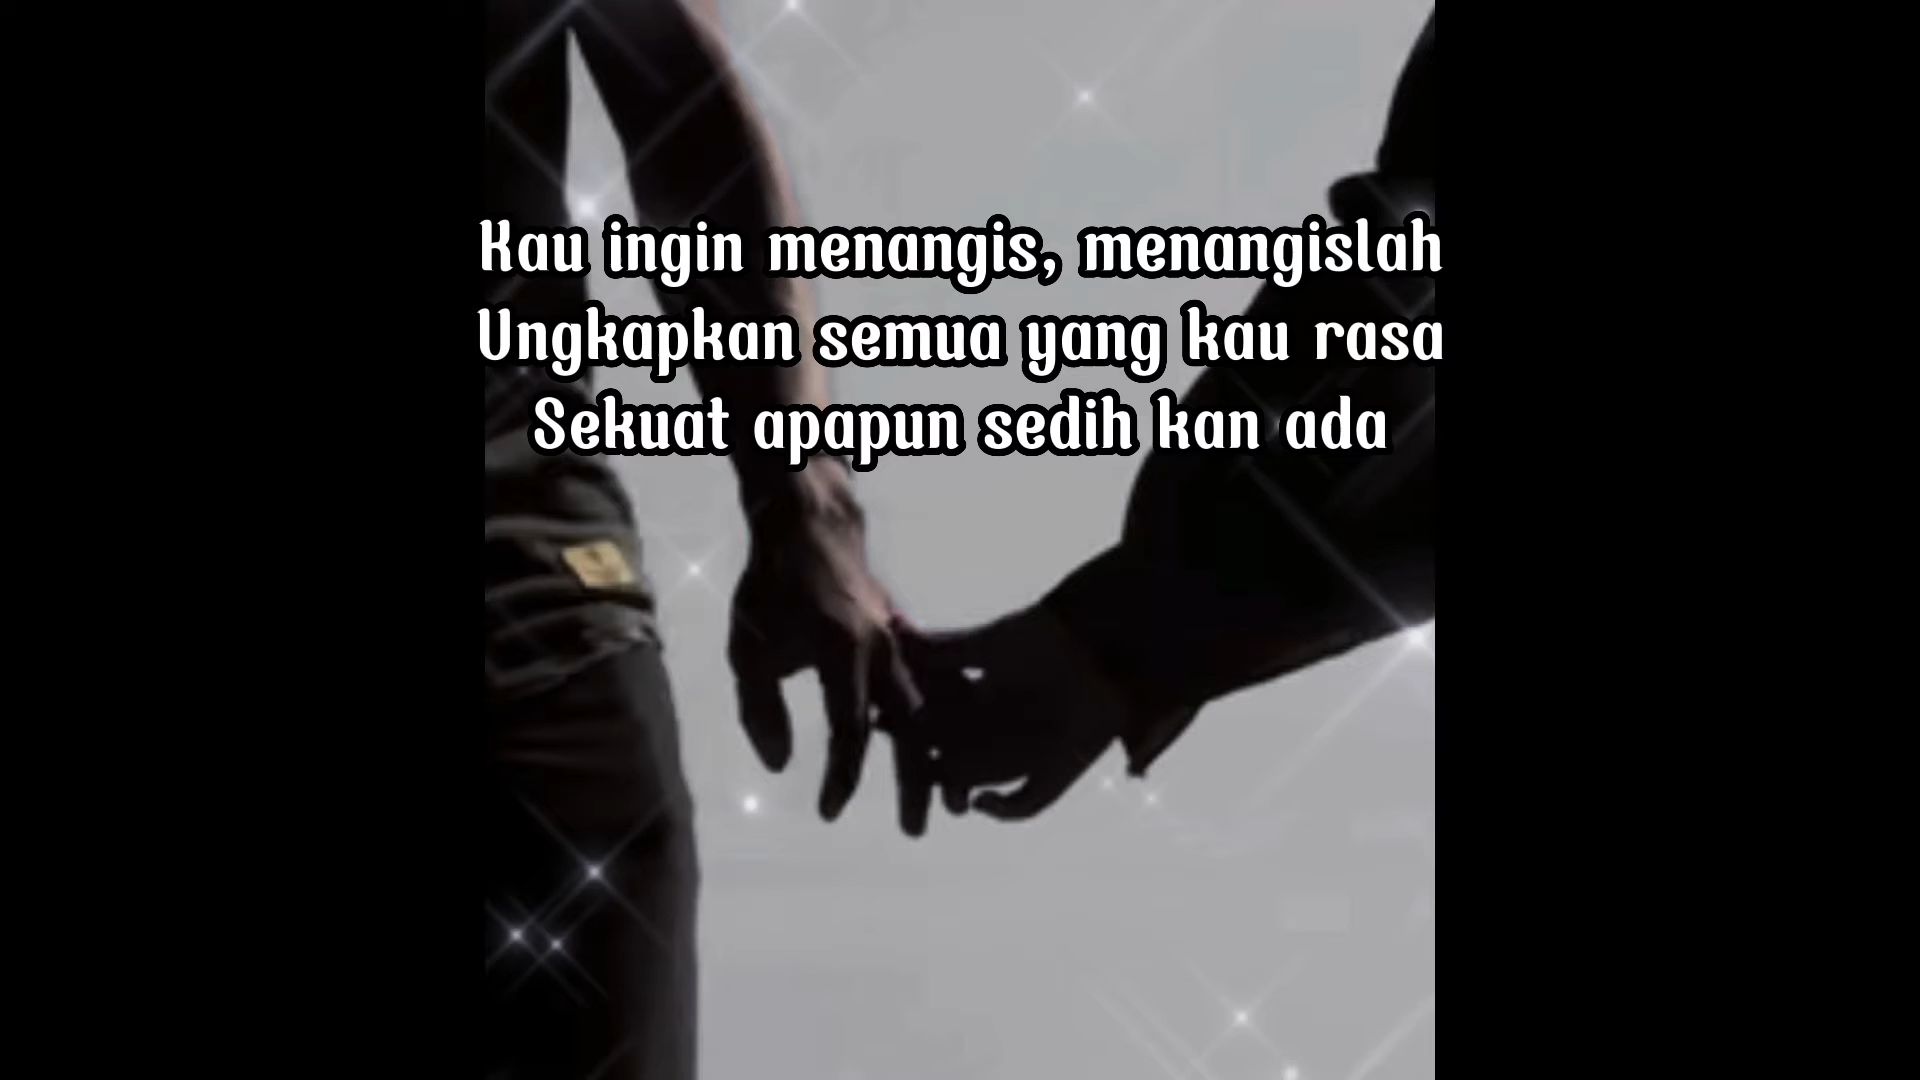 Kau ingin menangis, menangislah
Ungkapkan semua yang kau rasa
Sekuat apapun sedih kan ada